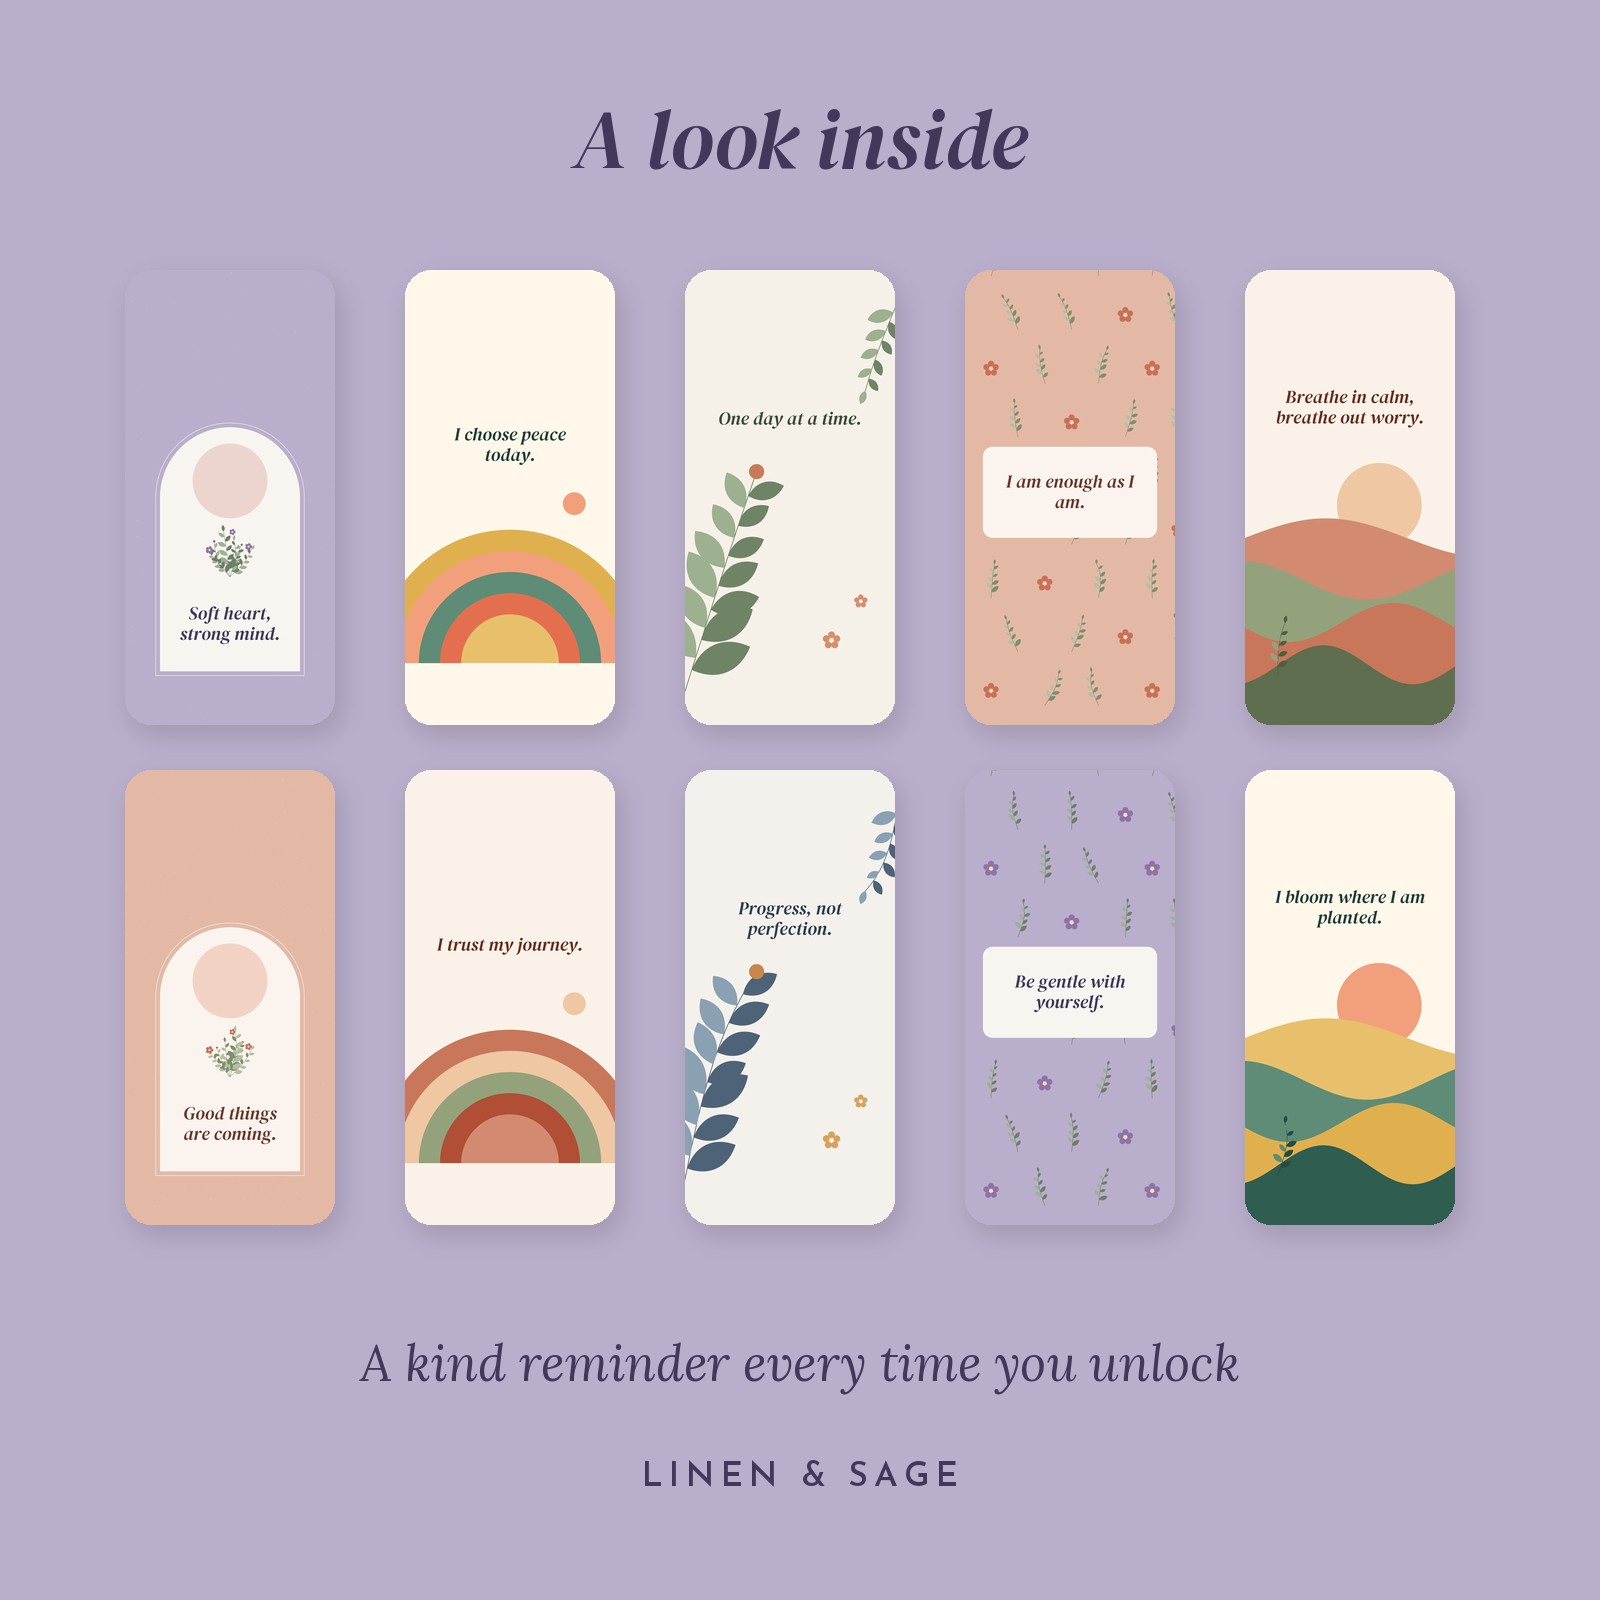 A look inside
Soft heart,
strong mind.
I choose peace
today.
One day at a time.
I am enough as I
am.
Breathe in calm,
breathe out worry.
Good things
are coming.
I trust my journey.
Progress, not
perfection.
Be gentle with
yourself.
I bloom where I am
planted.
A kind reminder every time you unlock
LINEN & SAGE